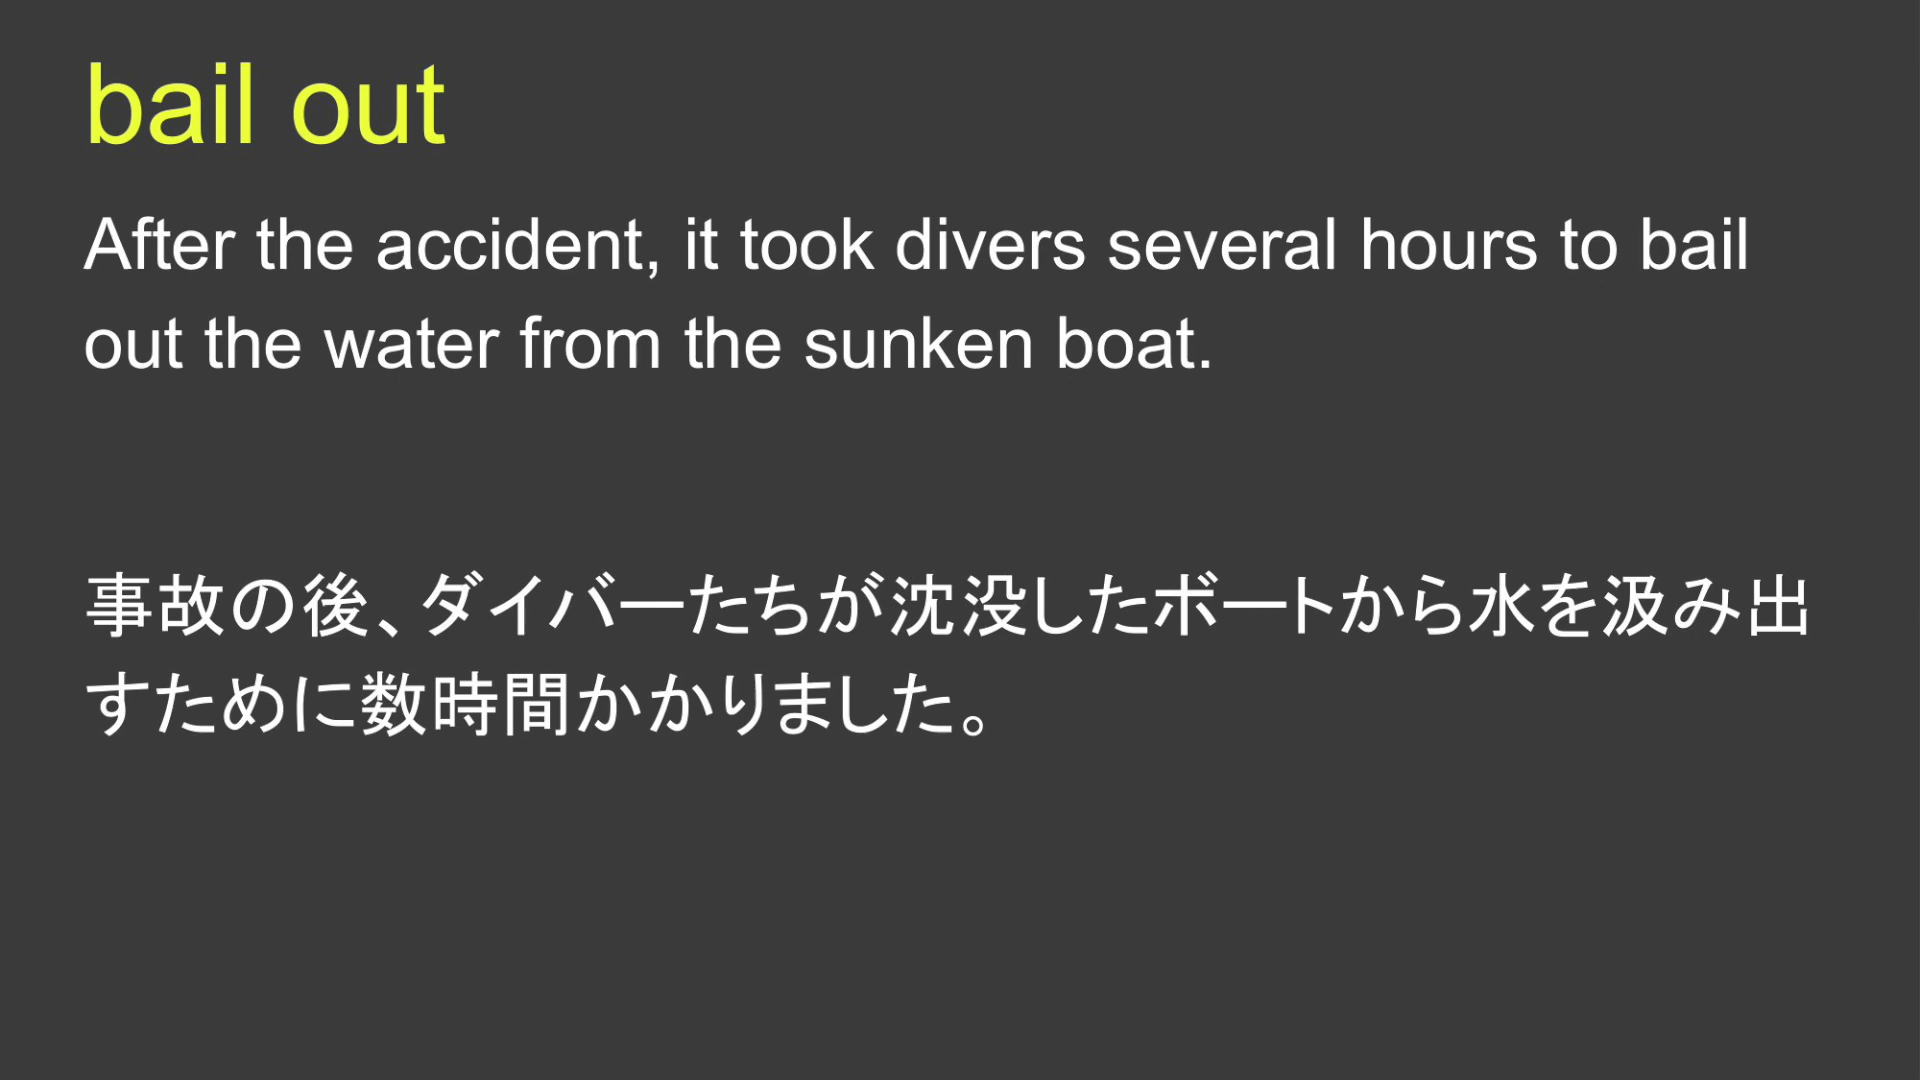 bail out
After the accident, it took divers several hours to bail
out the water from the sunken boat.
事故の後、ダイバーたちが沈没したボートから水を汲み出
すために数時間かかりました。